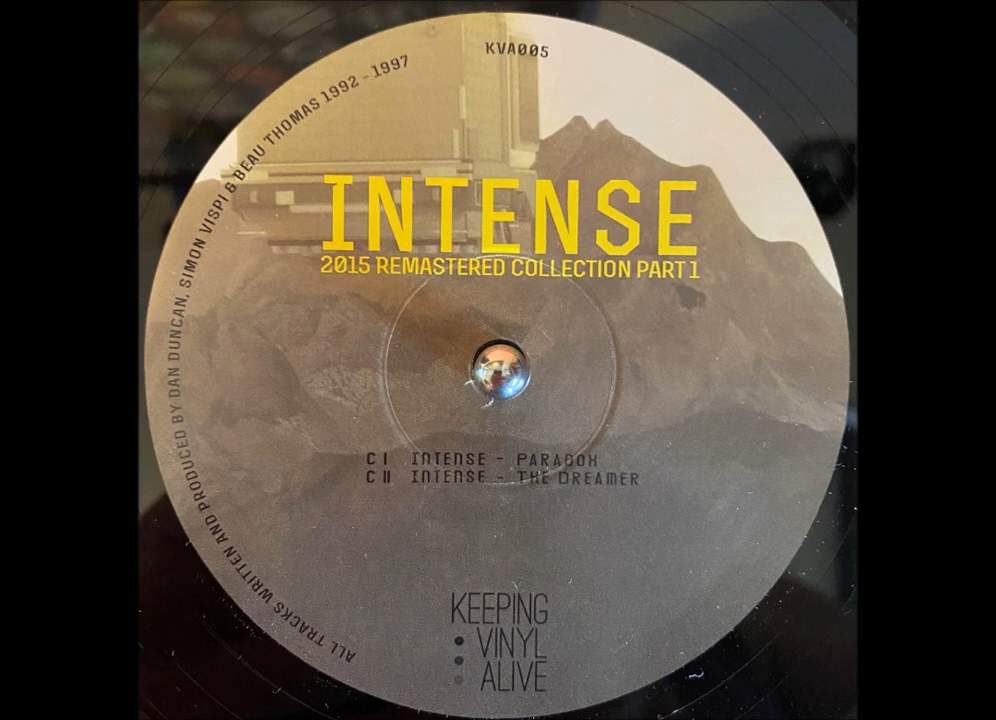 KVA005
ALL TRACKS WRITTEN AND PRODUCED BY DAN DUNCAN, SIMON VISPI & BEAU THOMAS 1992 - 1997
INTENSE
2015 REMASTERED COLLECTION PART 1
C I INTENSE - PARADOX
C II INTENSE - THE DREAMER
KEEPING
VINYL
ALIVE